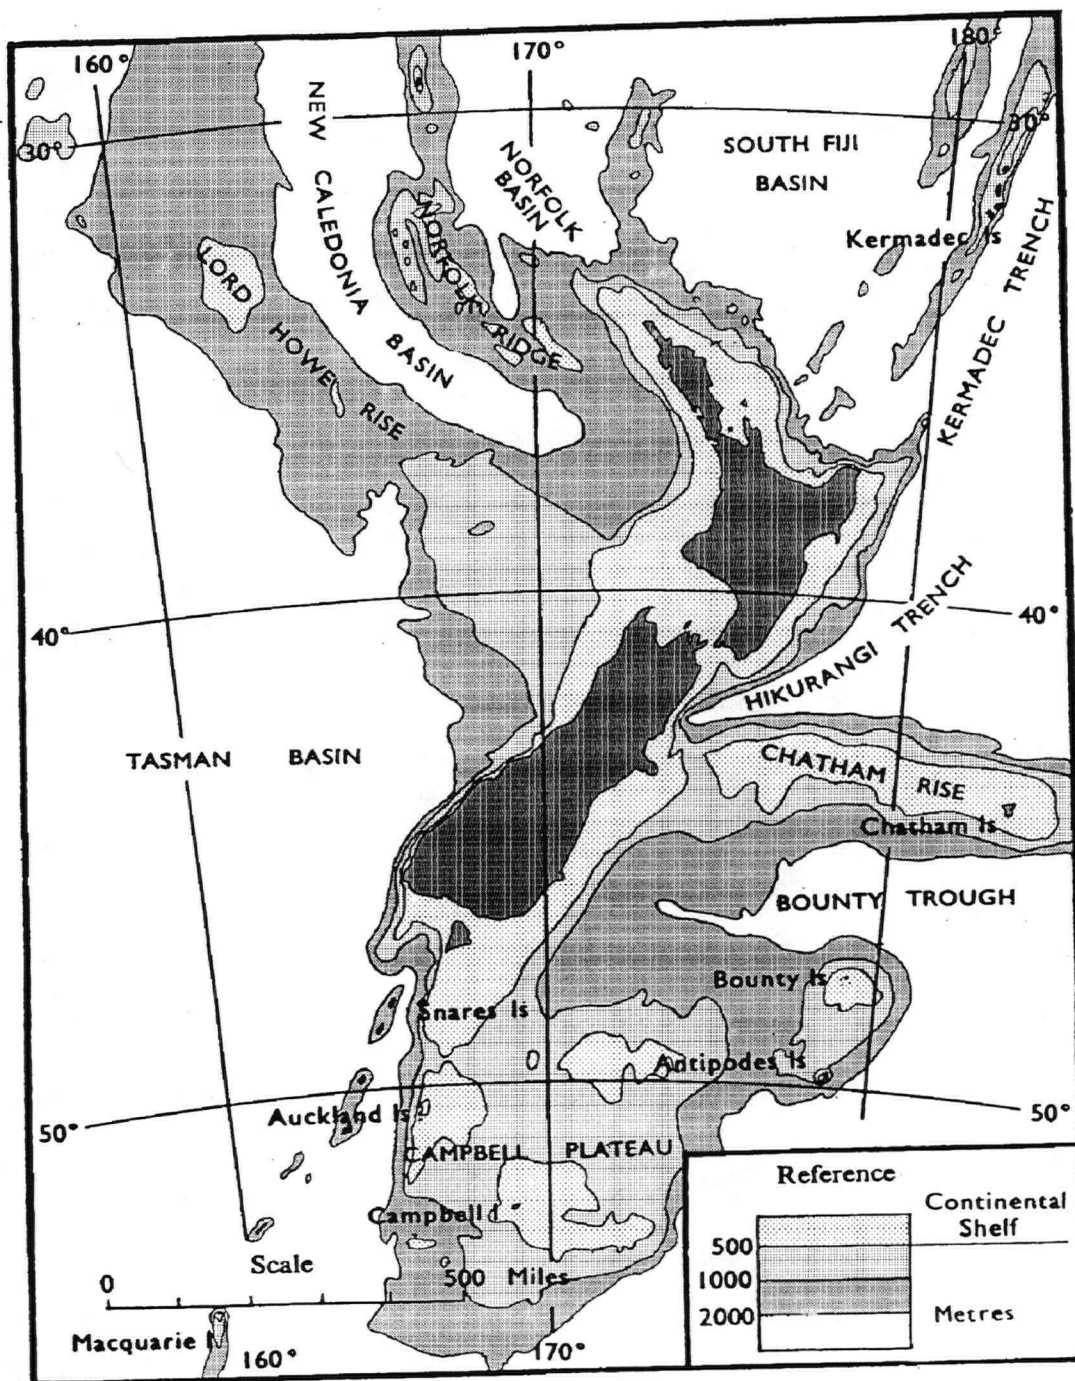 160°
170°
180°
30°
30°
NEW CALEDONIA BASIN
NORFOLK
BASIN
SOUTH FIJI
BASIN
NORFOLK RIDGE
LORD HOWE RISE
Kermadec Is
KERMADEC TRENCH
40°
40°
HIKURANGI TRENCH
TASMAN BASIN
CHATHAM RISE
Chatham Is
BOUNTY TROUGH
Bounty Is
Snares Is
Antipodes Is
Auckland Is
50°
50°
CAMPBELL PLATEAU
Campbell I
Scale
0
500 Miles
Macquarie I
160°
170°
Reference
Continental
Shelf
500
1000
2000
Metres